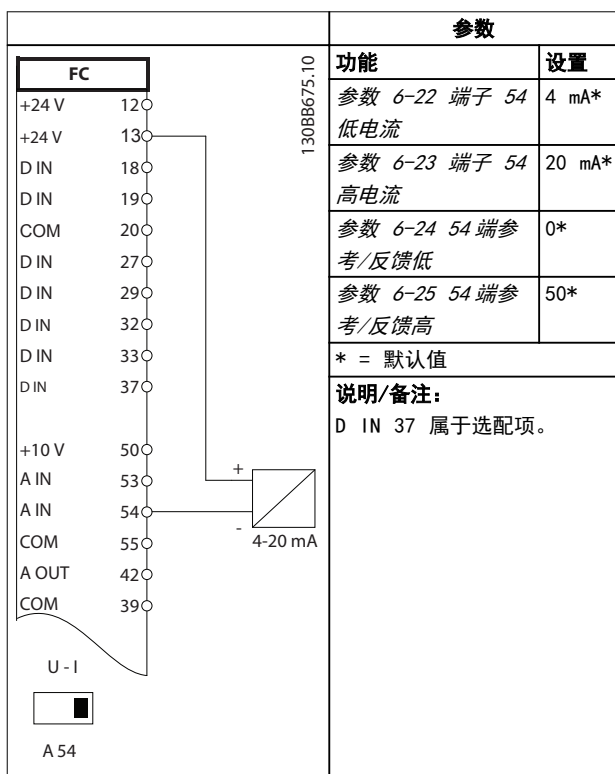 参数
FC
+24 V 12
+24 V 13
D IN 18
D IN 19
COM 20
D IN 27
D IN 29
D IN 32
D IN 33
D IN 37
+10 V 50
A IN 53
A IN 54
COM 55
A OUT 42
COM 39
130BB675.10
+
-
4-20 mA
U - I
A 54
功能 设置
参数 6-22 端子 54 4 mA*
低电流
参数 6-23 端子 54 20 mA*
高电流
参数 6-24 54 端参 0*
考/反馈低
参数 6-25 54 端参 50*
考/反馈高
* = 默认值
说明/备注：
D IN 37 属于选配项。